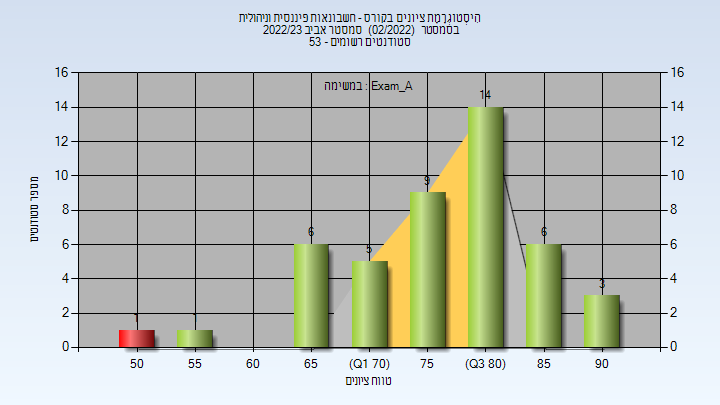 היסטוגרמת ציונים בקורס - חשבונאות פיננסית וניהולית
בסמסטר (02/2022) סמסטר אביב 2022/23
סטודנטים רשומים - 53
במשימה : Exam_A
מספר סטודנטים
16 16
14 14
12 12
10 10
8 8
6 6
4 4
2 2
0 0
1 1 6 5 9 14 6 3
50 55 60 65 (Q1 70) 75 (Q3 80) 85 90
טווח ציונים